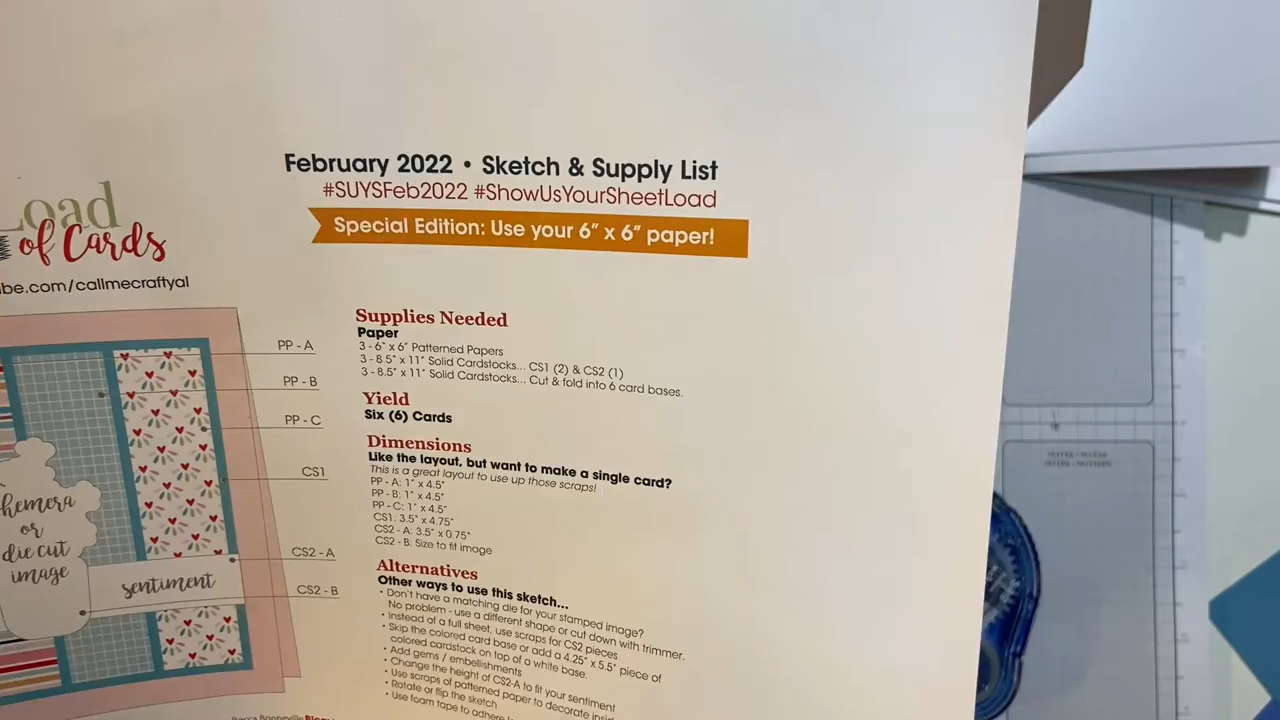 February 2022 • Sketch & Supply List
#SUYSFeb2022 #ShowUsYourSheetLoad
Special Edition: Use your 6" x 6" paper!
Load
of Cards
be.com/callmecraftyal
PP - A
PP - B
PP - C
CS1
CS2 - A
CS2 - B
hemera
or
die cut
image
sentiment
Supplies Needed
Paper
3 - 6" x 6" Patterned Papers
3 - 8.5" x 11" Solid Cardstocks... CS1 (2) & CS2 (1)
3 - 8.5" x 11" Solid Cardstocks... Cut & fold into 6 card bases.
Yield
Six (6) Cards
Dimensions
Like the layout, but want to make a single card?
This is a great layout to use up those scraps!
PP - A: 1" x 4.5"
PP - B: 1" x 4.5"
PP - C: 1" x 4.5"
CS1: 3.5" x 4.75"
CS2 - A: 3.5" x 0.75"
CS2 - B: Size to fit image
Alternatives
Other ways to use this sketch...
• Don't have a matching die for your stamped image?
No problem - use a different shape or cut down with trimmer.
• Instead of a full sheet, use scraps for CS2 pieces
• Skip the colored card base or add a 4.25" x 5.5" piece of
colored cardstock on top of a white base.
• Add gems / embellishments
• Change the height of CS2-A to fit your sentiment
• Use scraps of patterned paper to decorate insid
• Rotate or flip the sketch
• Use foam tape to adhere
Becca Bonneville